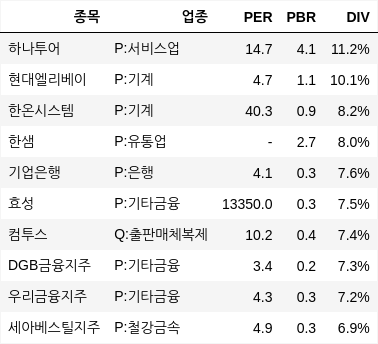 종목 업종 PER PBR DIV
하나투어 P:서비스업 14.7 4.1 11.2%
현대엘리베이 P:기계 4.7 1.1 10.1%
한온시스템 P:기계 40.3 0.9 8.2%
한샘 P:유통업 - 2.7 8.0%
기업은행 P:은행 4.1 0.3 7.6%
효성 P:기타금융 13350.0 0.3 7.5%
컴투스 Q:출판매체복제 10.2 0.4 7.4%
DGB금융지주 P:기타금융 3.4 0.2 7.3%
우리금융지주 P:기타금융 4.3 0.3 7.2%
세아베스틸지주 P:철강금속 4.9 0.3 6.9%